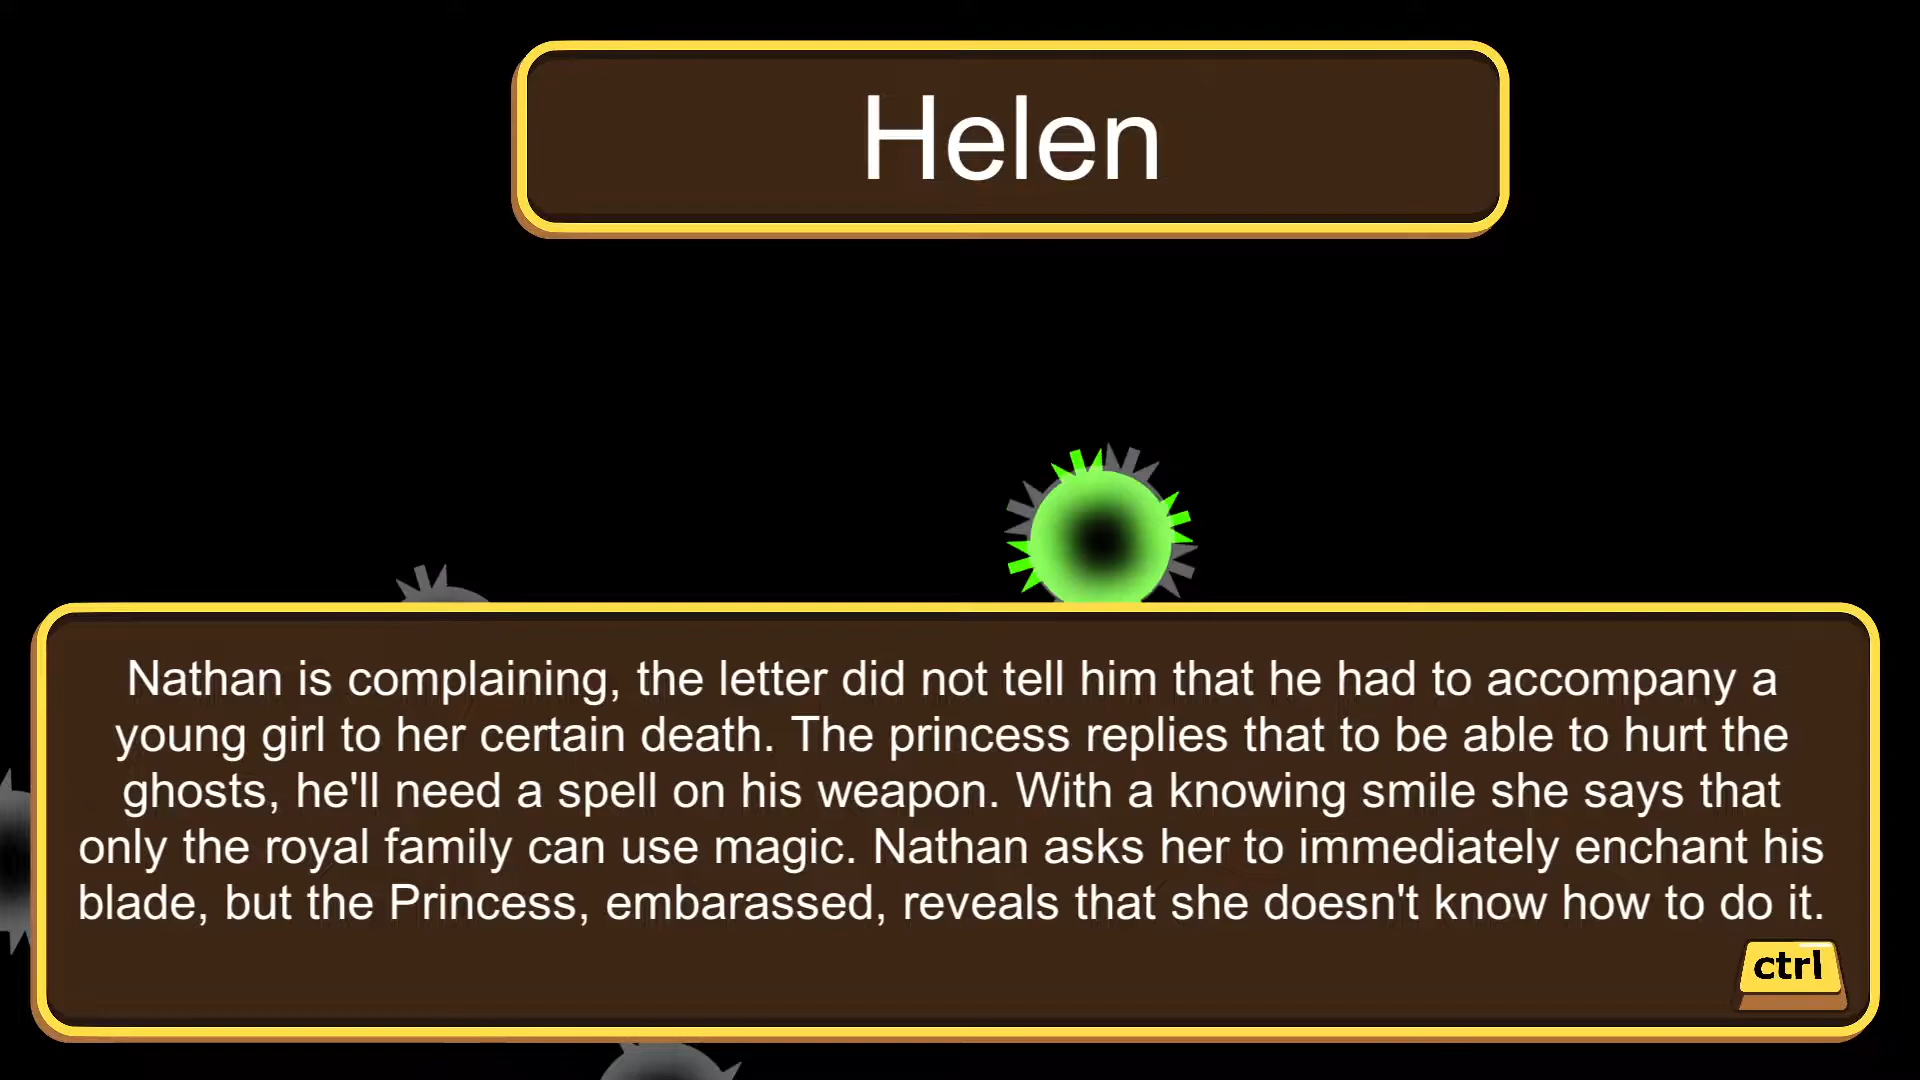 Helen
Nathan is complaining, the letter did not tell him that he had to accompany a
young girl to her certain death. The princess replies that to be able to hurt the
ghosts, he'll need a spell on his weapon. With a knowing smile she says that
only the royal family can use magic. Nathan asks her to immediately enchant his
blade, but the Princess, embarassed, reveals that she doesn't know how to do it.
ctrl